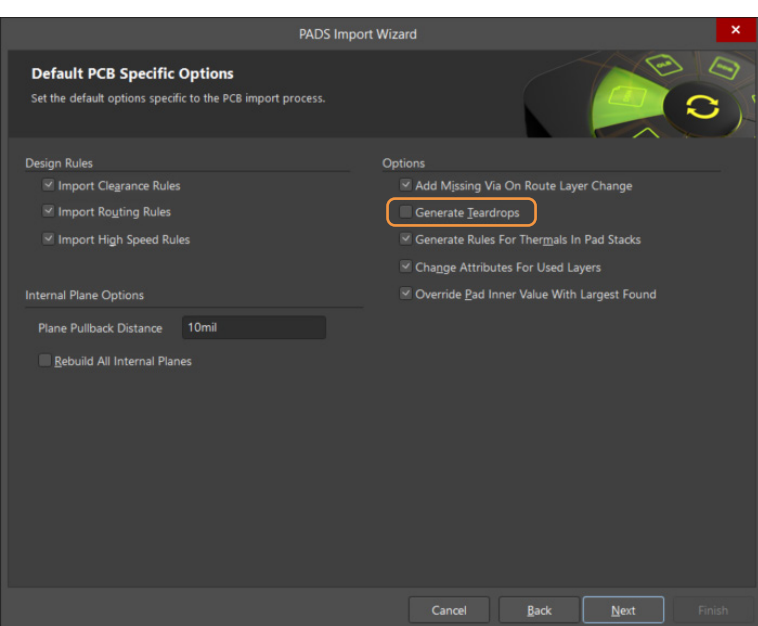 PADS Import Wizard
Default PCB Specific Options
Set the default options specific to the PCB import process.
Design Rules
Import Clearance Rules
Import Routing Rules
Import High Speed Rules
Internal Plane Options
Plane Pullback Distance 10mil
Rebuild All Internal Planes
Options
Add Missing Via On Route Layer Change
Generate Teardrops
Generate Rules For Thermals In Pad Stacks
Change Attributes For Used Layers
Override Pad Inner Value With Largest Found
Cancel Back Next Finish